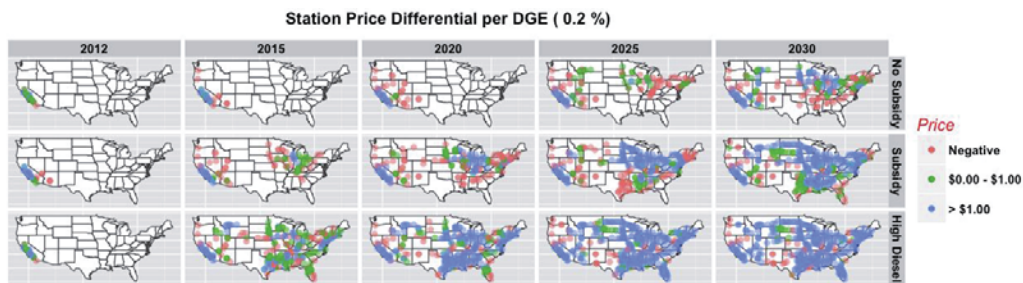 Station Price Differential per DGE ( 0.2 %)
2012 2015 2020 2025 2030
No Subsidy
Subsidy
High Diesel
Price
Negative
$0.00 - $1.00
> $1.00